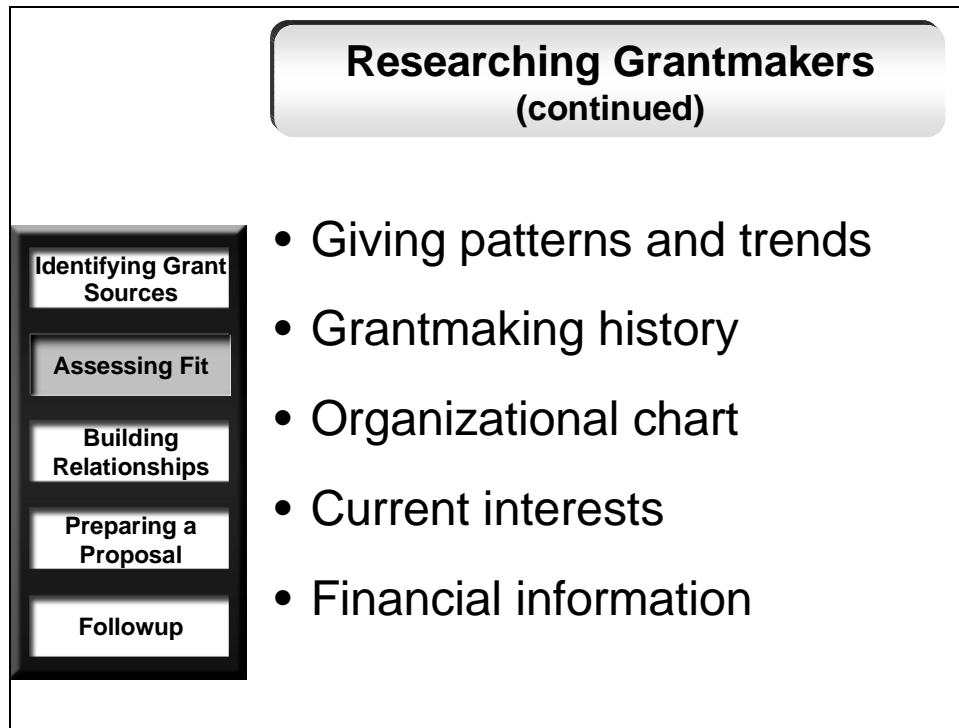 Researching Grantmakers
(continued)
Identifying Grant
Sources
Assessing Fit
Building
Relationships
Preparing a
Proposal
Followup
• Giving patterns and trends
• Grantmaking history
• Organizational chart
• Current interests
• Financial information